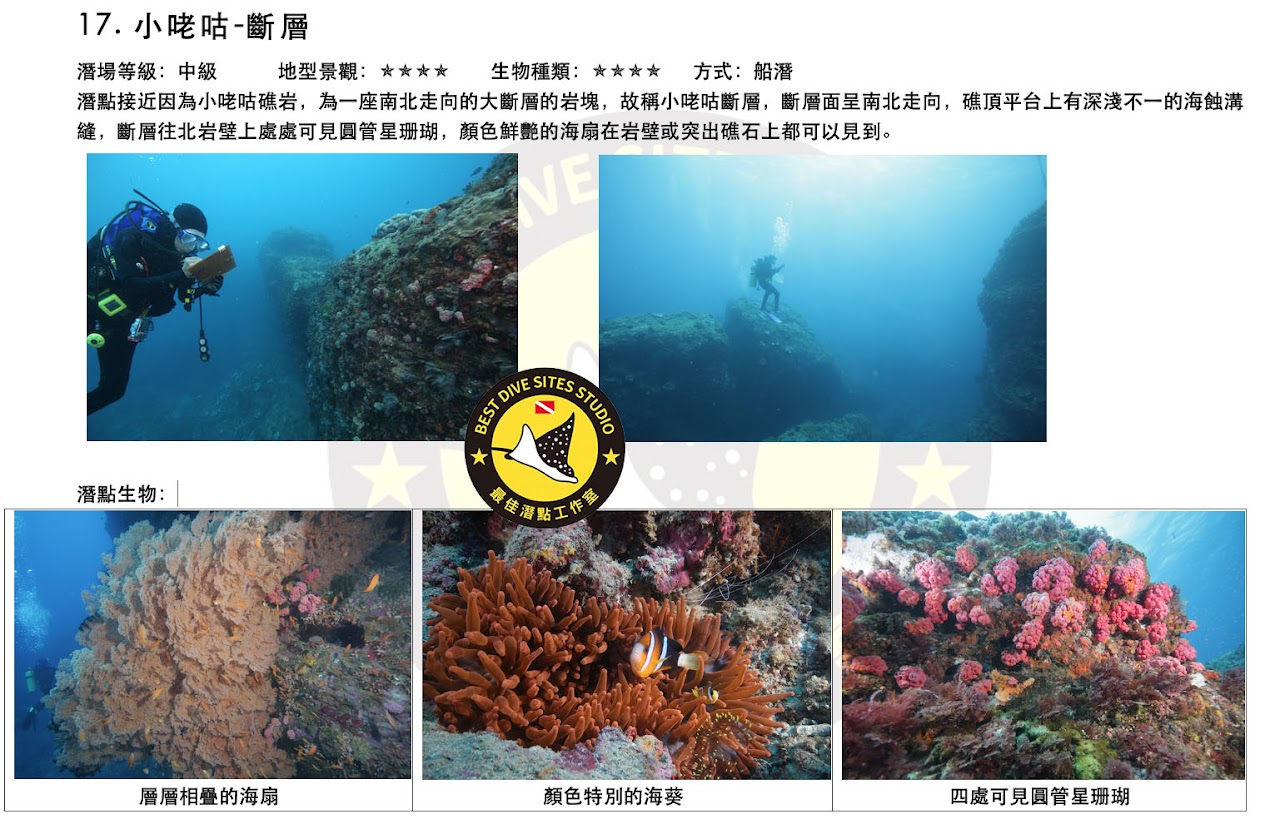 17. 小咾咕-斷層
潛場等級：中級 地型景觀：★★★★ 生物種類：★★★★ 方式：船潛
潛點接近因為小咾咕礁岩，為一座南北走向的大斷層的岩塊，故稱小咾咕斷層，斷層面呈南北走向，礁頂平台上有深淺不一的海蝕溝
縫，斷層往北岩壁上處處可見圓管星珊瑚，顏色鮮艷的海扇在岩壁或突出礁石上都可以見到。
BEST DIVE SITES STUDIO
最佳潛點工作室
潛點生物：
層層相疊的海扇
顏色特別的海葵
四處可見圓管星珊瑚